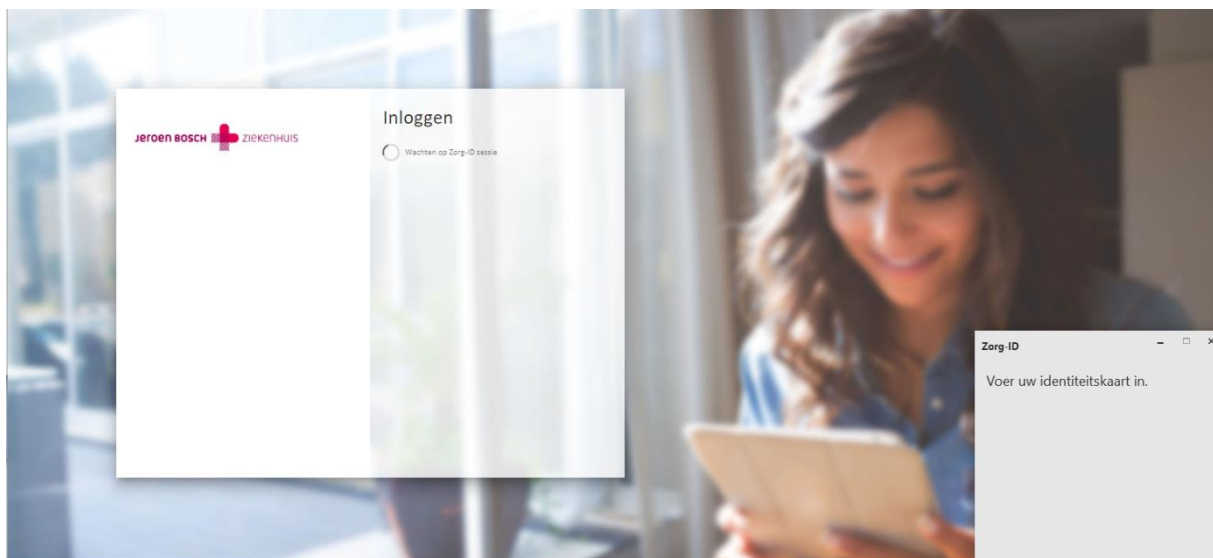 Jeroen Bosch ZIEKENHUIS
Inloggen
Wachten op Zorg-ID sessie
Zorg-ID
Voer uw identiteitskaart in.